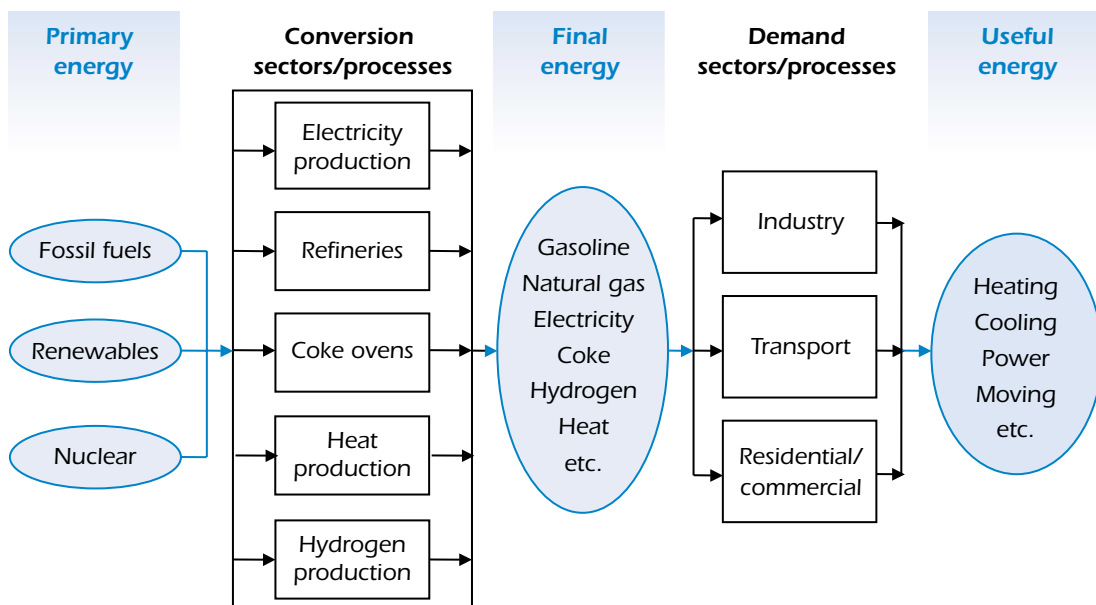 Primary
energy
Conversion
sectors/processes
Final
energy
Demand
sectors/processes
Useful
energy
Fossil fuels
Renewables
Nuclear
Electricity
production
Refineries
Coke ovens
Heat
production
Hydrogen
production
Gasoline
Natural gas
Electricity
Coke
Hydrogen
Heat
etc.
Industry
Transport
Residential/
commercial
Heating
Cooling
Power
Moving
etc.